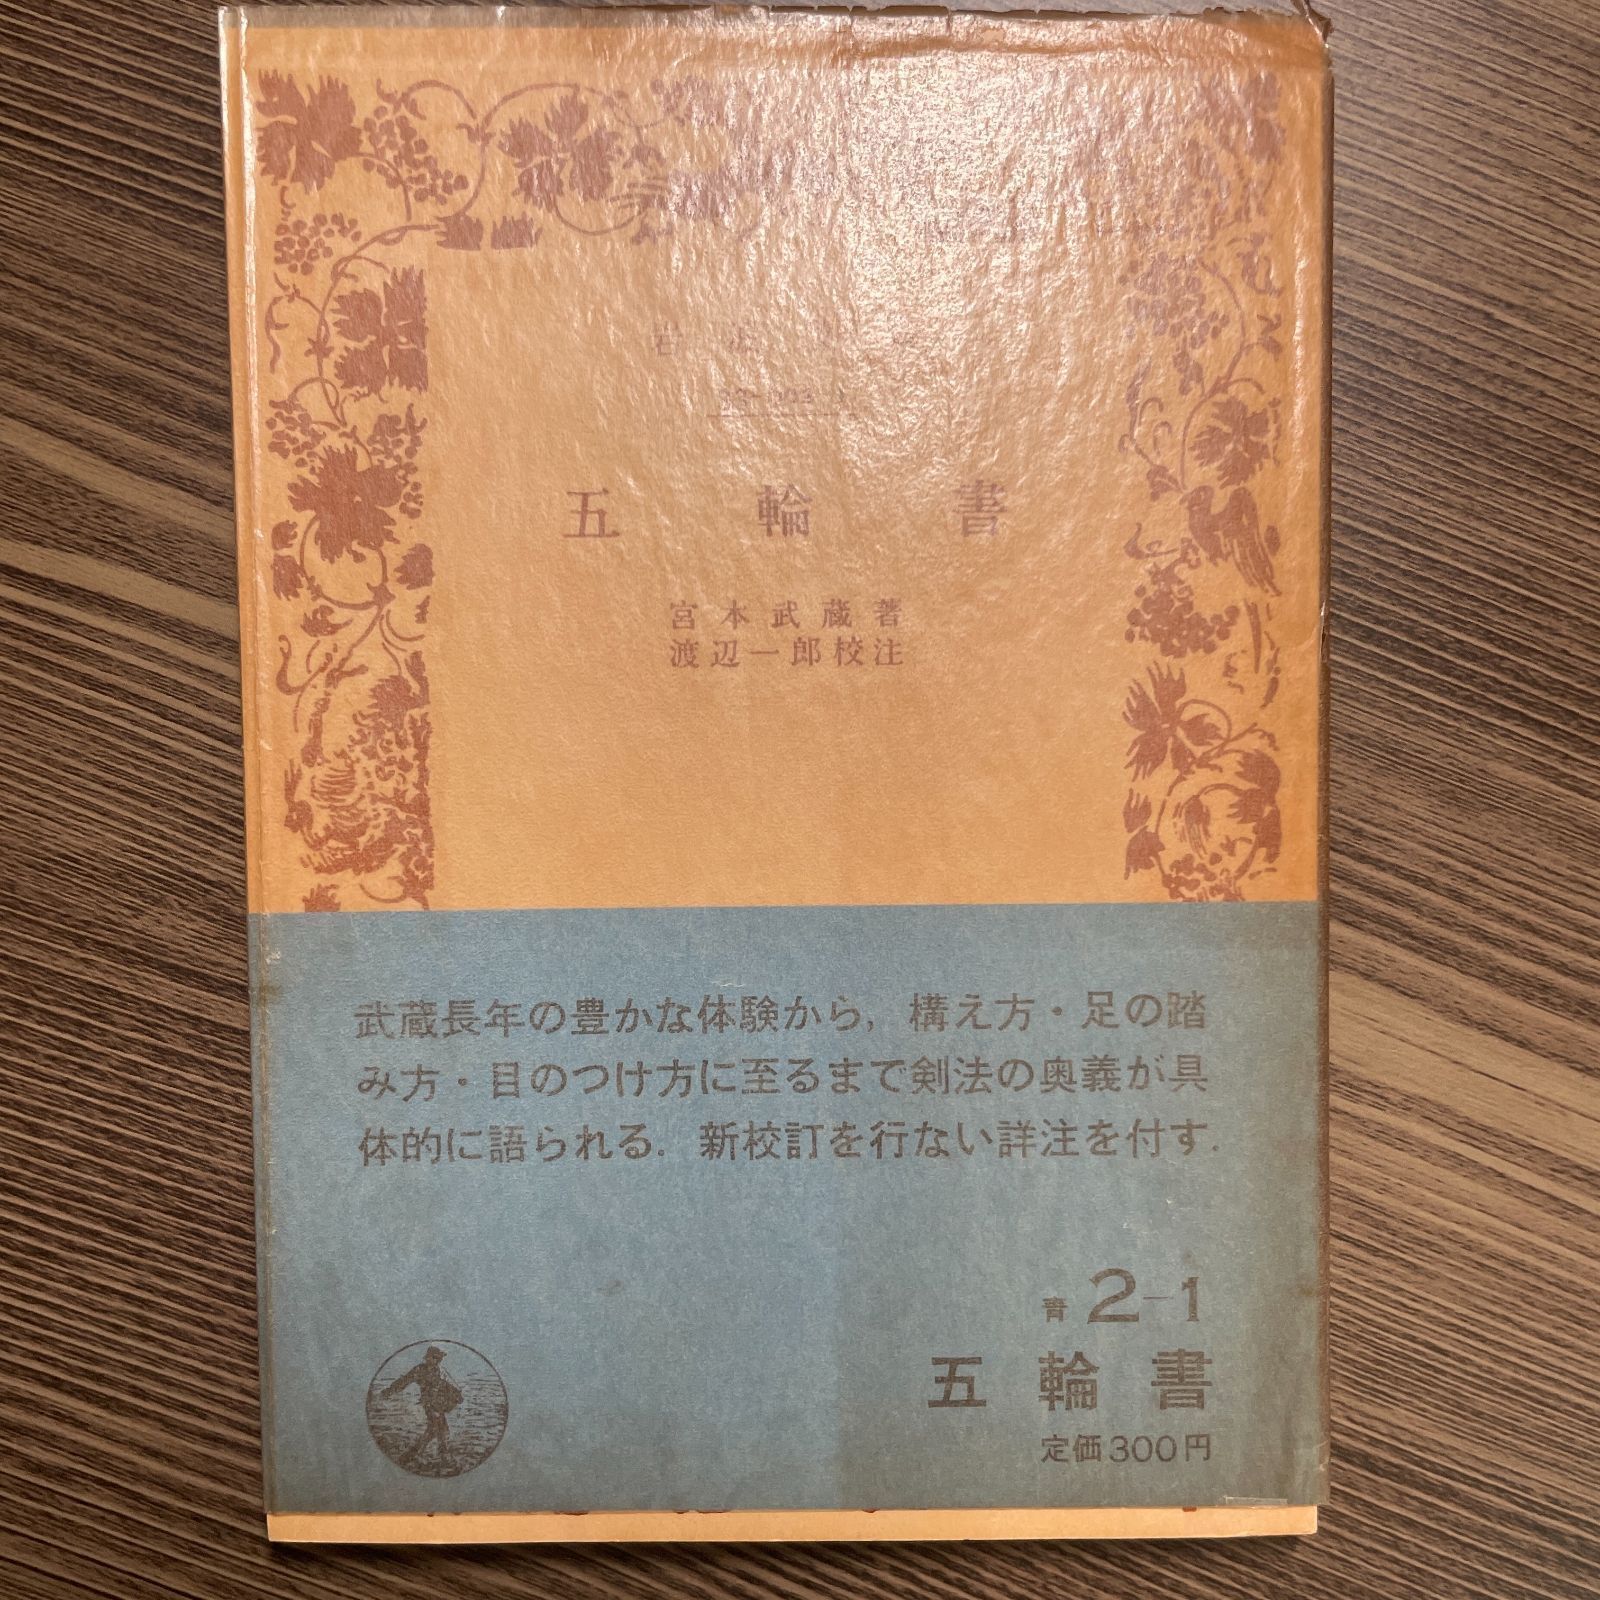 五輪書
宮本武蔵著
渡辺一郎校注
武蔵長年の豊かな体験から，構え方・足の踏
み方・目のつけ方に至るまで剣法の奥義が具
体的に語られる．新校訂を行ない詳注を付す．
青 2-1
五輪書
定価300円